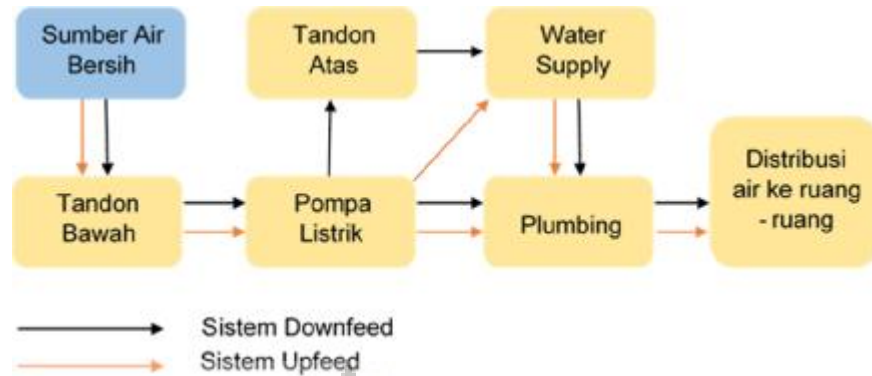 Sumber Air
Bersih
Tandon
Atas
Water
Supply
Tandon
Bawah
Pompa
Listrik
Plumbing
Distribusi
air ke ruang
- ruang
Sistem Downfeed
Sistem Upfeed